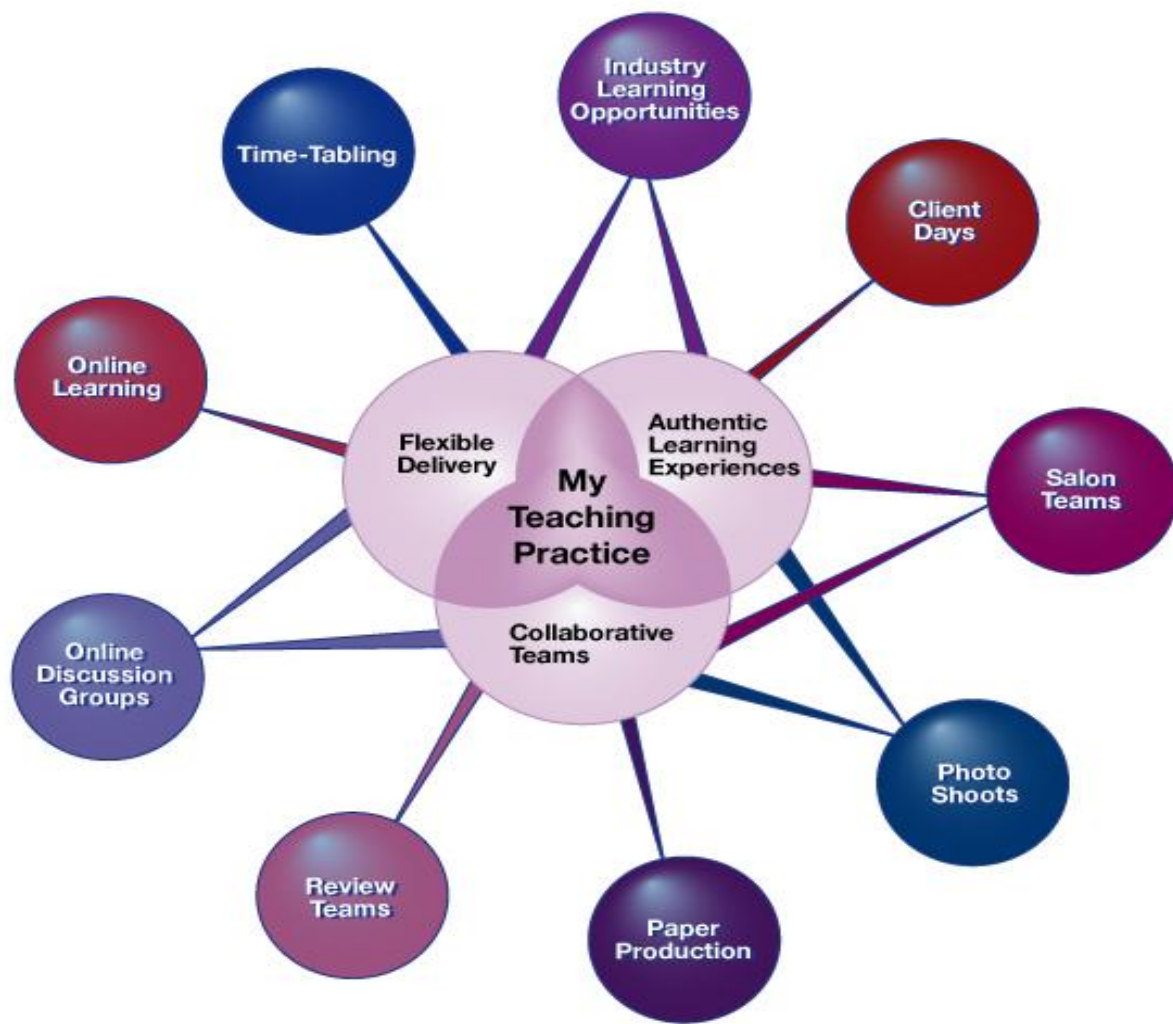 Industry
Learning
Opportunities
Time-Tabling
Client
Days
Online
Learning
Flexible
Delivery
Authentic
Learning
Experiences
My
Teaching
Practice
Salon
Teams
Collaborative
Teams
Online
Discussion
Groups
Photo
Shoots
Review
Teams
Paper
Production